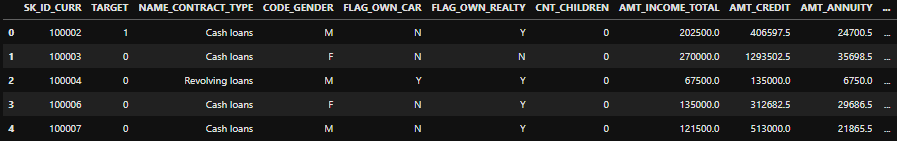 SK_ID_CURR TARGET NAME_CONTRACT_TYPE CODE_GENDER FLAG_OWN_CAR FLAG_OWN_REALTY CNT_CHILDREN AMT_INCOME_TOTAL AMT_CREDIT AMT_ANNUITY ...
0 100002 1 Cash loans M N Y 0 202500.0 406597.5 24700.5 ...
1 100003 0 Cash loans F N N 0 270000.0 1293502.5 35698.5 ...
2 100004 0 Revolving loans M Y Y 0 67500.0 135000.0 6750.0 ...
3 100006 0 Cash loans F N Y 0 135000.0 312682.5 29686.5 ...
4 100007 0 Cash loans M N Y 0 121500.0 513000.0 21865.5 ...